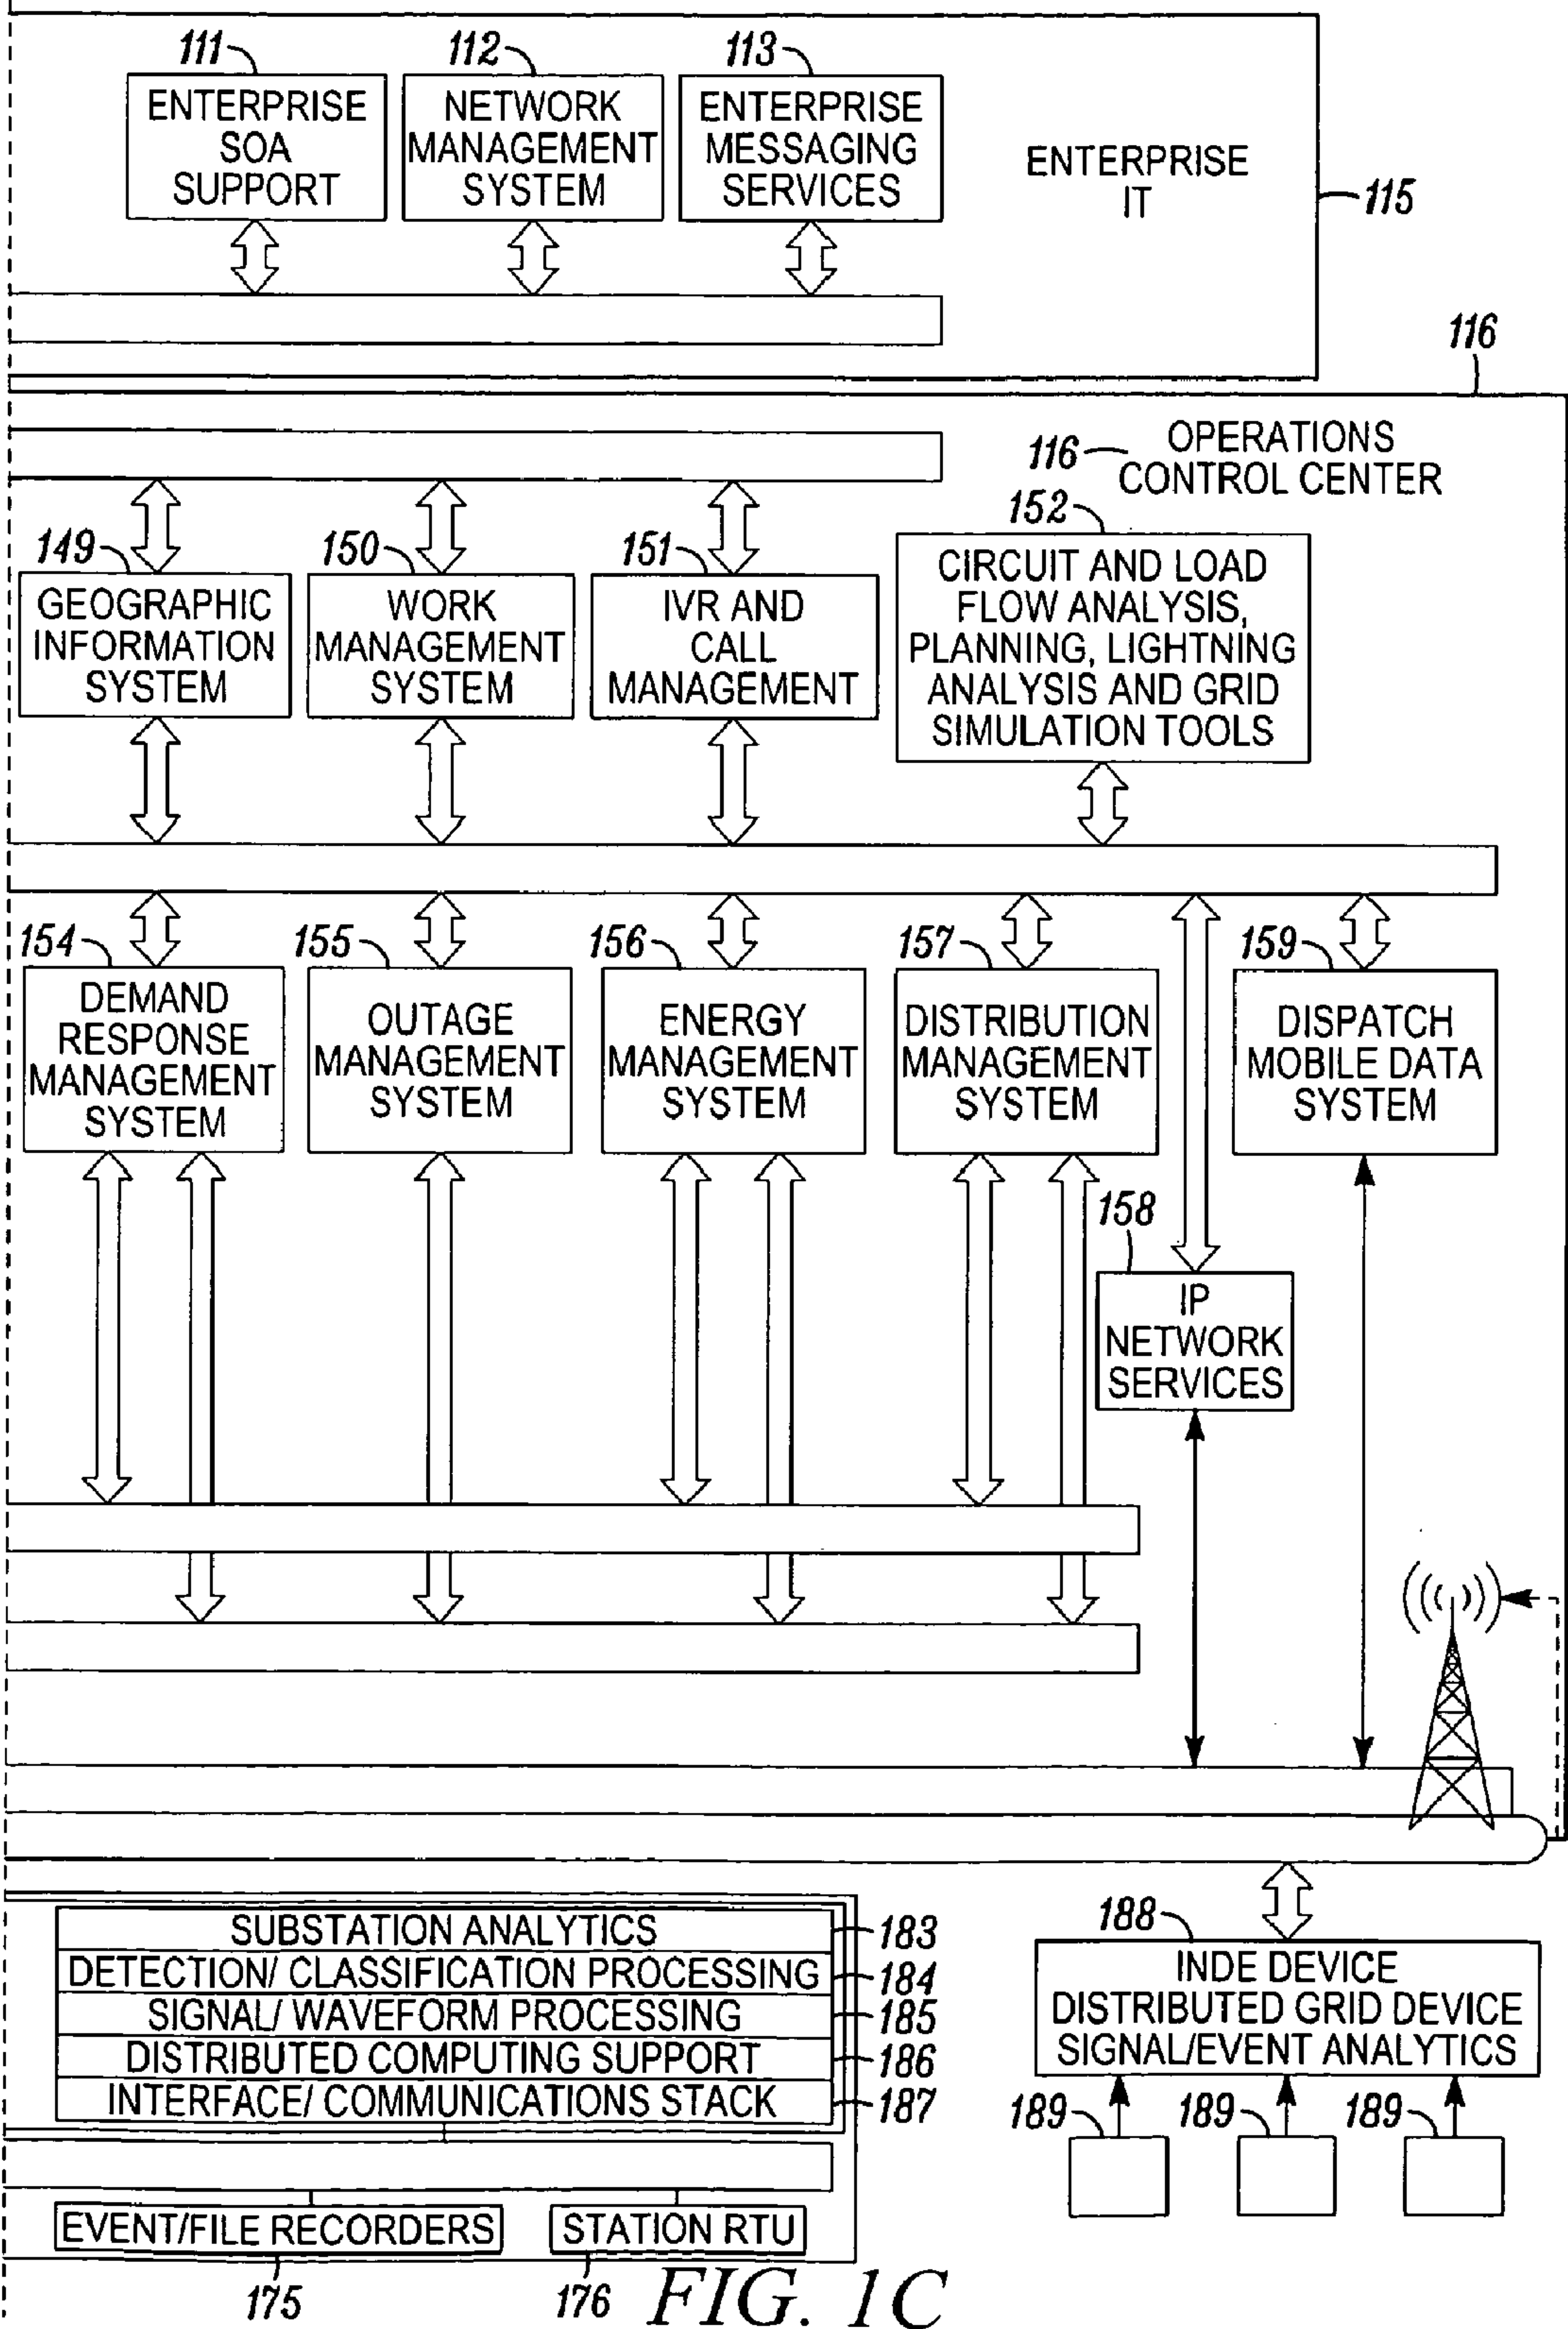 111
112
113
ENTERPRISE
SOA
SUPPORT
NETWORK
MANAGEMENT
SYSTEM
ENTERPRISE
MESSAGING
SERVICES
ENTERPRISE
IT
115
116
116
OPERATIONS
CONTROL CENTER
149
GEOGRAPHIC
INFORMATION
SYSTEM
150
WORK
MANAGEMENT
SYSTEM
151
IVR AND
CALL
MANAGEMENT
152
CIRCUIT AND LOAD
FLOW ANALYSIS,
PLANNING, LIGHTNING
ANALYSIS AND GRID
SIMULATION TOOLS
154
DEMAND
RESPONSE
MANAGEMENT
SYSTEM
155
OUTAGE
MANAGEMENT
SYSTEM
156
ENERGY
MANAGEMENT
SYSTEM
157
DISTRIBUTION
MANAGEMENT
SYSTEM
159
DISPATCH
MOBILE DATA
SYSTEM
158
IP
NETWORK
SERVICES
SUBSTATION ANALYTICS
183
DETECTION/ CLASSIFICATION PROCESSING
184
SIGNAL/ WAVEFORM PROCESSING
185
DISTRIBUTED COMPUTING SUPPORT
186
INTERFACE/ COMMUNICATIONS STACK
187
188
INDE DEVICE
DISTRIBUTED GRID DEVICE
SIGNAL/EVENT ANALYTICS
189
189
189
EVENT/FILE RECORDERS
STATION RTU
175
176
FIG. 1C